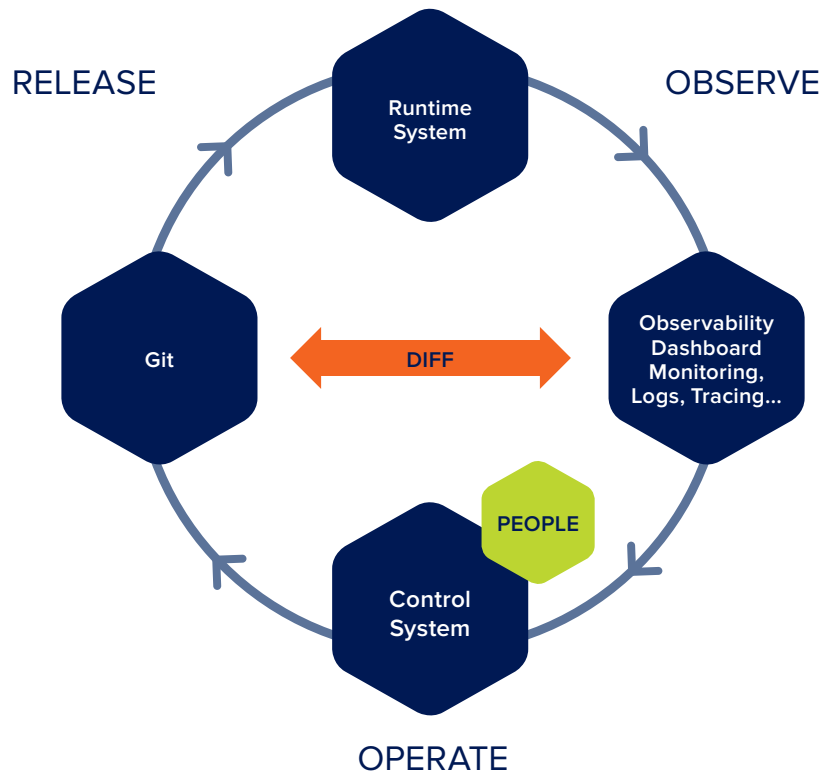 RELEASE
OBSERVE
Runtime
System
Git
DIFF
Observability
Dashboard
Monitoring,
Logs, Tracing...
PEOPLE
Control
System
OPERATE